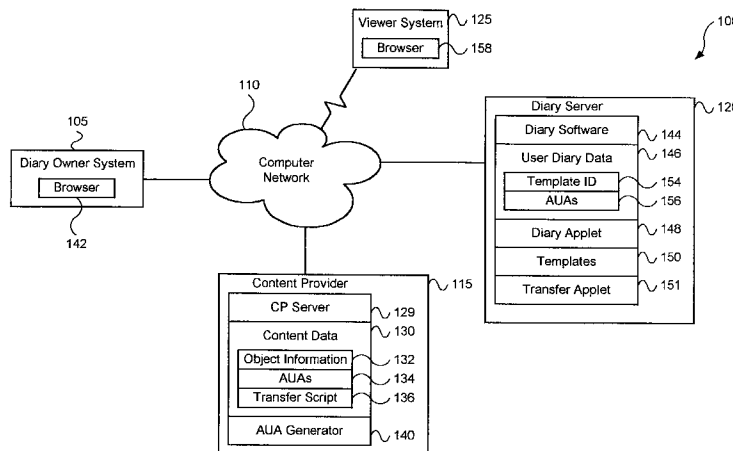 Viewer System
125
Browser
158
110
105
Diary Owner System
Browser
142
Computer
Network
Diary Server
Diary Software
144
User Diary Data
146
Template ID
154
AUAs
156
Diary Applet
148
Templates
150
Transfer Applet
151
Content Provider
115
CP Server
129
Content Data
130
Object Information
132
AUAs
134
Transfer Script
136
AUA Generator
140